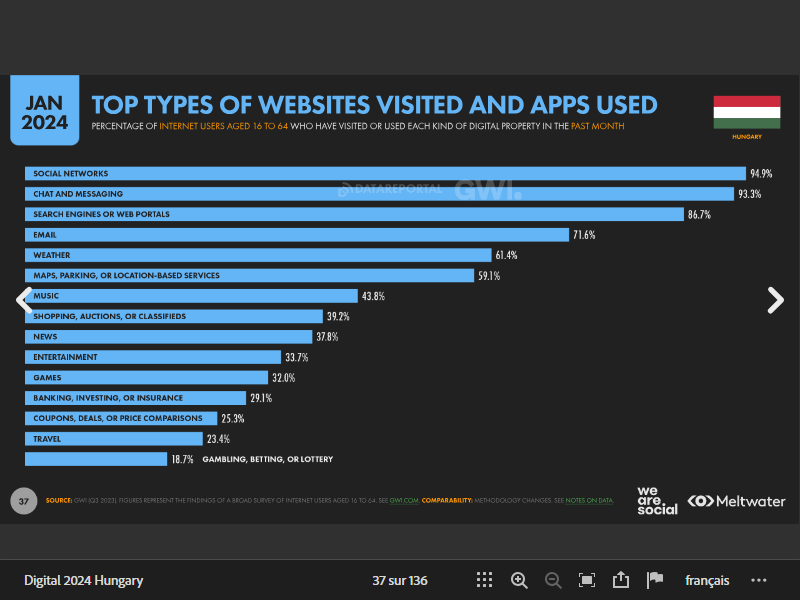 JAN
2024
TOP TYPES OF WEBSITES VISITED AND APPS USED
PERCENTAGE OF INTERNET USERS AGED 16 TO 64 WHO HAVE VISITED OR USED EACH KIND OF DIGITAL PROPERTY IN THE PAST MONTH
HUNGARY
SOCIAL NETWORKS 94.9%
CHAT AND MESSAGING 93.3%
DATAREPORTAL GWI.
SEARCH ENGINES OR WEB PORTALS 86.7%
EMAIL 71.6%
WEATHER 61.4%
MAPS, PARKING, OR LOCATION-BASED SERVICES 59.1%
MUSIC 43.8%
SHOPPING, AUCTIONS, OR CLASSIFIEDS 39.2%
NEWS 37.8%
ENTERTAINMENT 33.7%
GAMES 32.0%
BANKING, INVESTING, OR INSURANCE 29.1%
COUPONS, DEALS, OR PRICE COMPARISONS 25.3%
TRAVEL 23.4%
18.7% GAMBLING, BETTING, OR LOTTERY
37 SOURCE: GWI (Q3 2023). FIGURES REPRESENT THE FINDINGS OF A BROAD SURVEY OF INTERNET USERS AGED 16 TO 64. SEE GWI.COM. COMPARABILITY: METHODOLOGY CHANGES. SEE NOTES ON DATA.
we
are.
social
Meltwater
Digital 2024 Hungary 37 sur 136 français